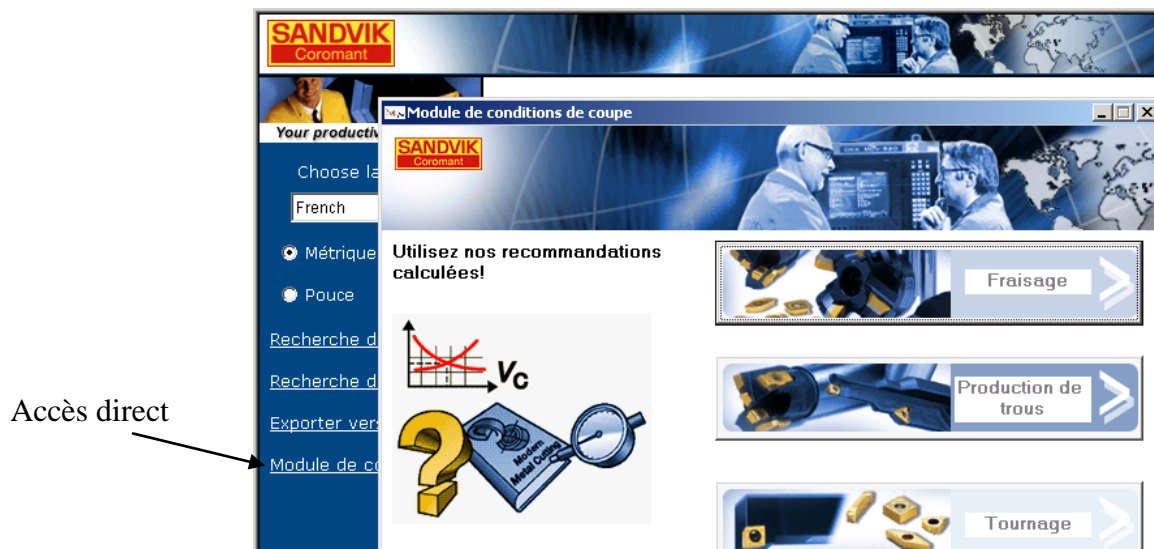 SANDVIK
Coromant
Your productiv
Choose la
French
Métrique
Pouce
Recherche d
Recherche d
Exporter vers
Module de co
Accès direct
Module de conditions de coupe
SANDVIK
Coromant
Utilisez nos recommandations
calculées!
Vc
Modern
Metal Cutting
Fraisage
Production de
trous
Tournage